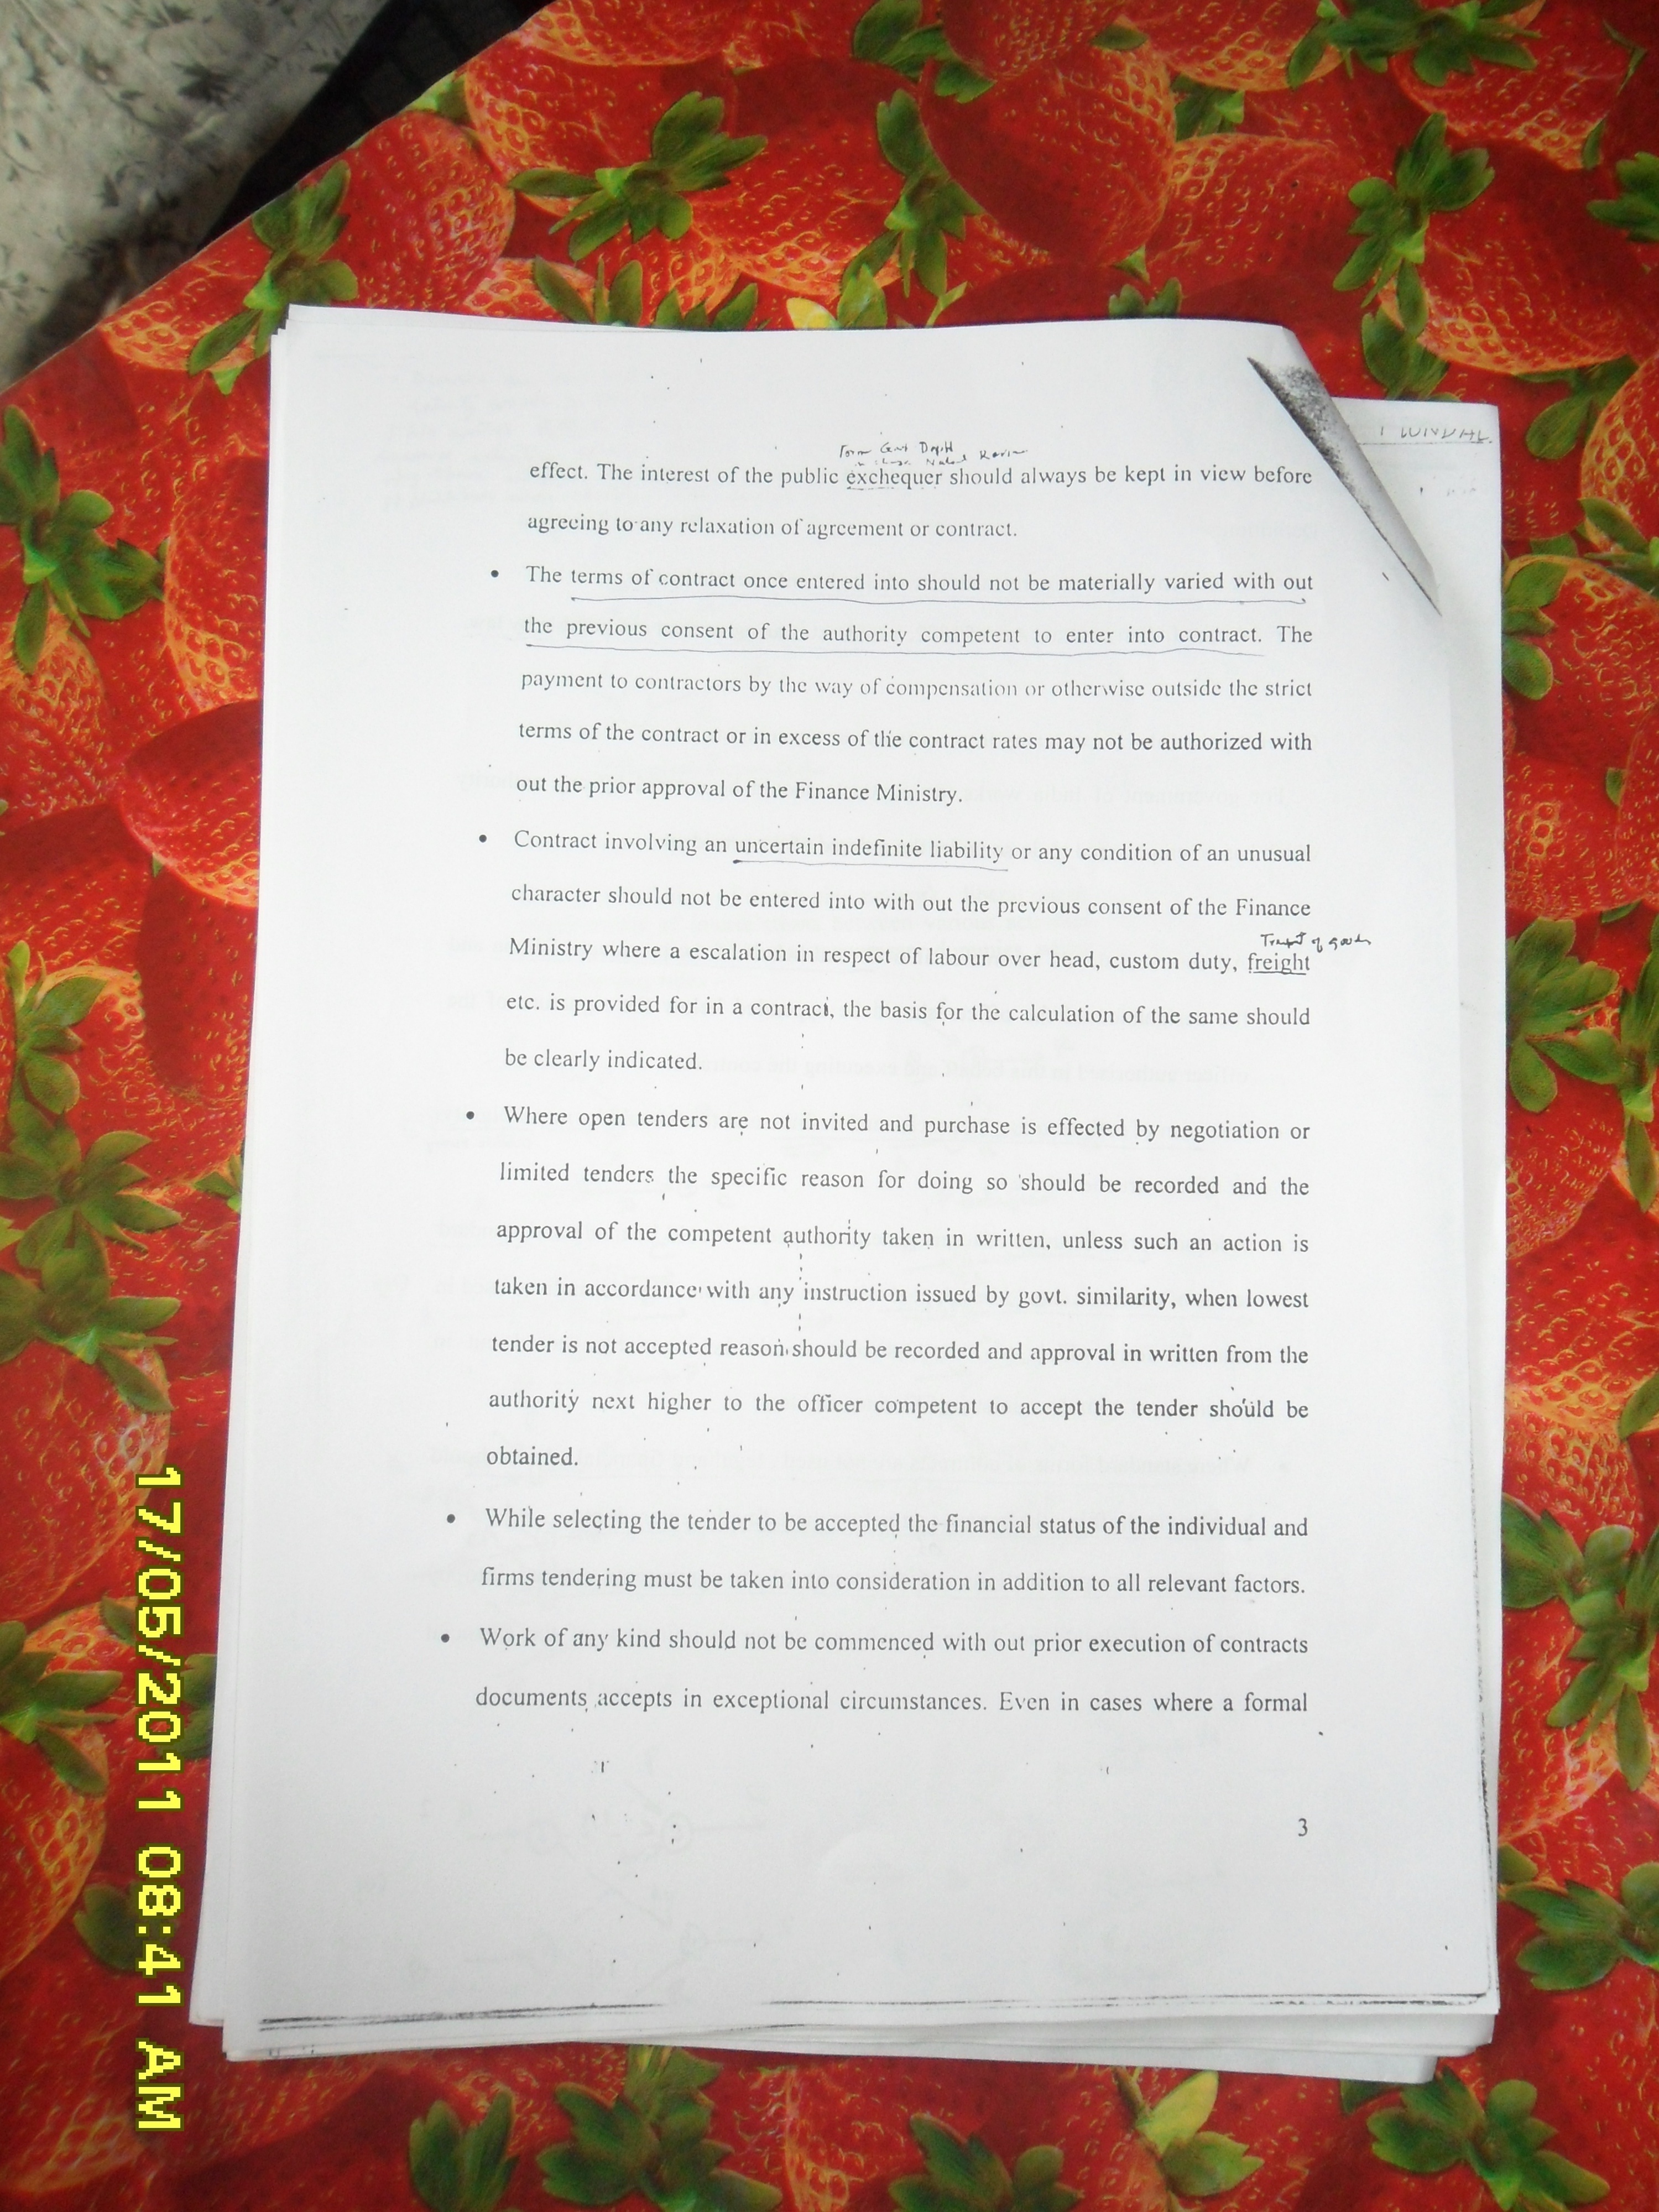 LUNDAL
Form Govt Deptt
effect. The interest of the public exchequer should always be kept in view before
agreeing to any relaxation of agreement or contract.
• The terms of contract once entered into should not be materially varied with out
the previous consent of the authority competent to enter into contract. The
payment to contractors by the way of compensation or otherwise outside the strict
terms of the contract or in excess of the contract rates may not be authorized with
out the prior approval of the Finance Ministry.
• Contract involving an uncertain indefinite liability or any condition of an unusual
character should not be entered into with out the previous consent of the Finance
of goods
Ministry where a escalation in respect of labour over head, custom duty, freight
etc. is provided for in a contract, the basis for the calculation of the same should
be clearly indicated.
• Where open tenders are not invited and purchase is effected by negotiation or
limited tenders the specific reason for doing so should be recorded and the
approval of the competent authority taken in written, unless such an action is
taken in accordance with any instruction issued by govt. similarity, when lowest
tender is not accepted reason should be recorded and approval in written from the
authority next higher to the officer competent to accept the tender should be
obtained.
• While selecting the tender to be accepted the financial status of the individual and
firms tendering must be taken into consideration in addition to all relevant factors.
• Work of any kind should not be commenced with out prior execution of contracts
documents accepts in exceptional circumstances. Even in cases where a formal
3
17/05/2011 08:41 AM